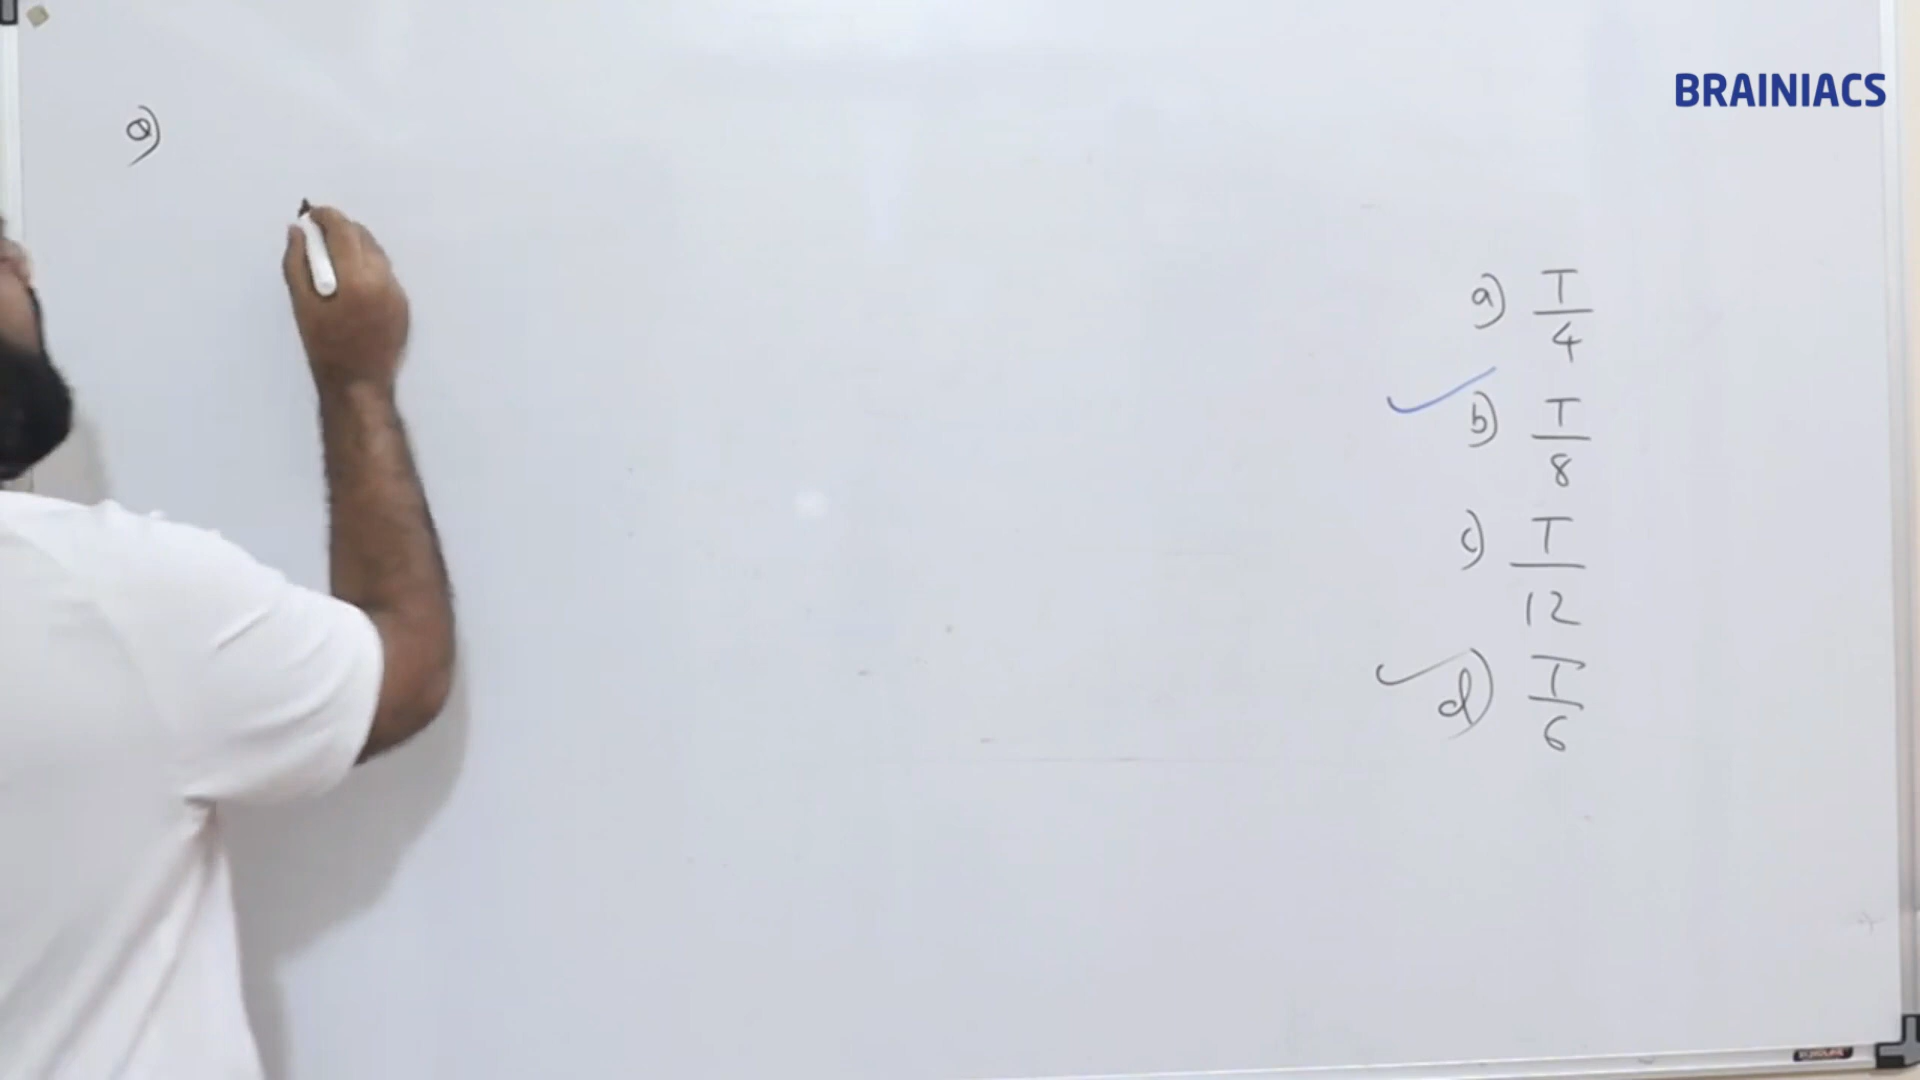 BRAINIACS
a)
a) T/4
b) T/8
c) T/12
d) T/6